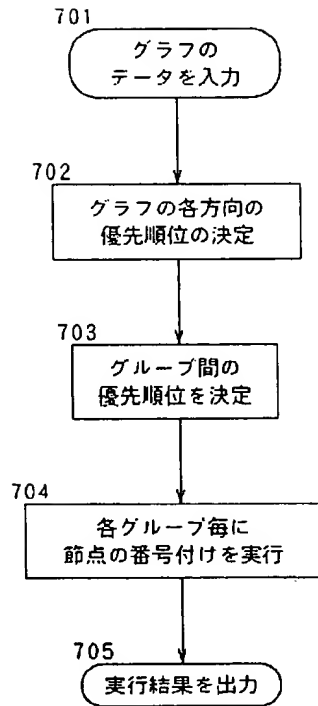 701
グラフの
データを入力
702
グラフの各方向の
優先順位の決定
703
グループ間の
優先順位を決定
704
各グループ毎に
節点の番号付けを実行
705
実行結果を出力